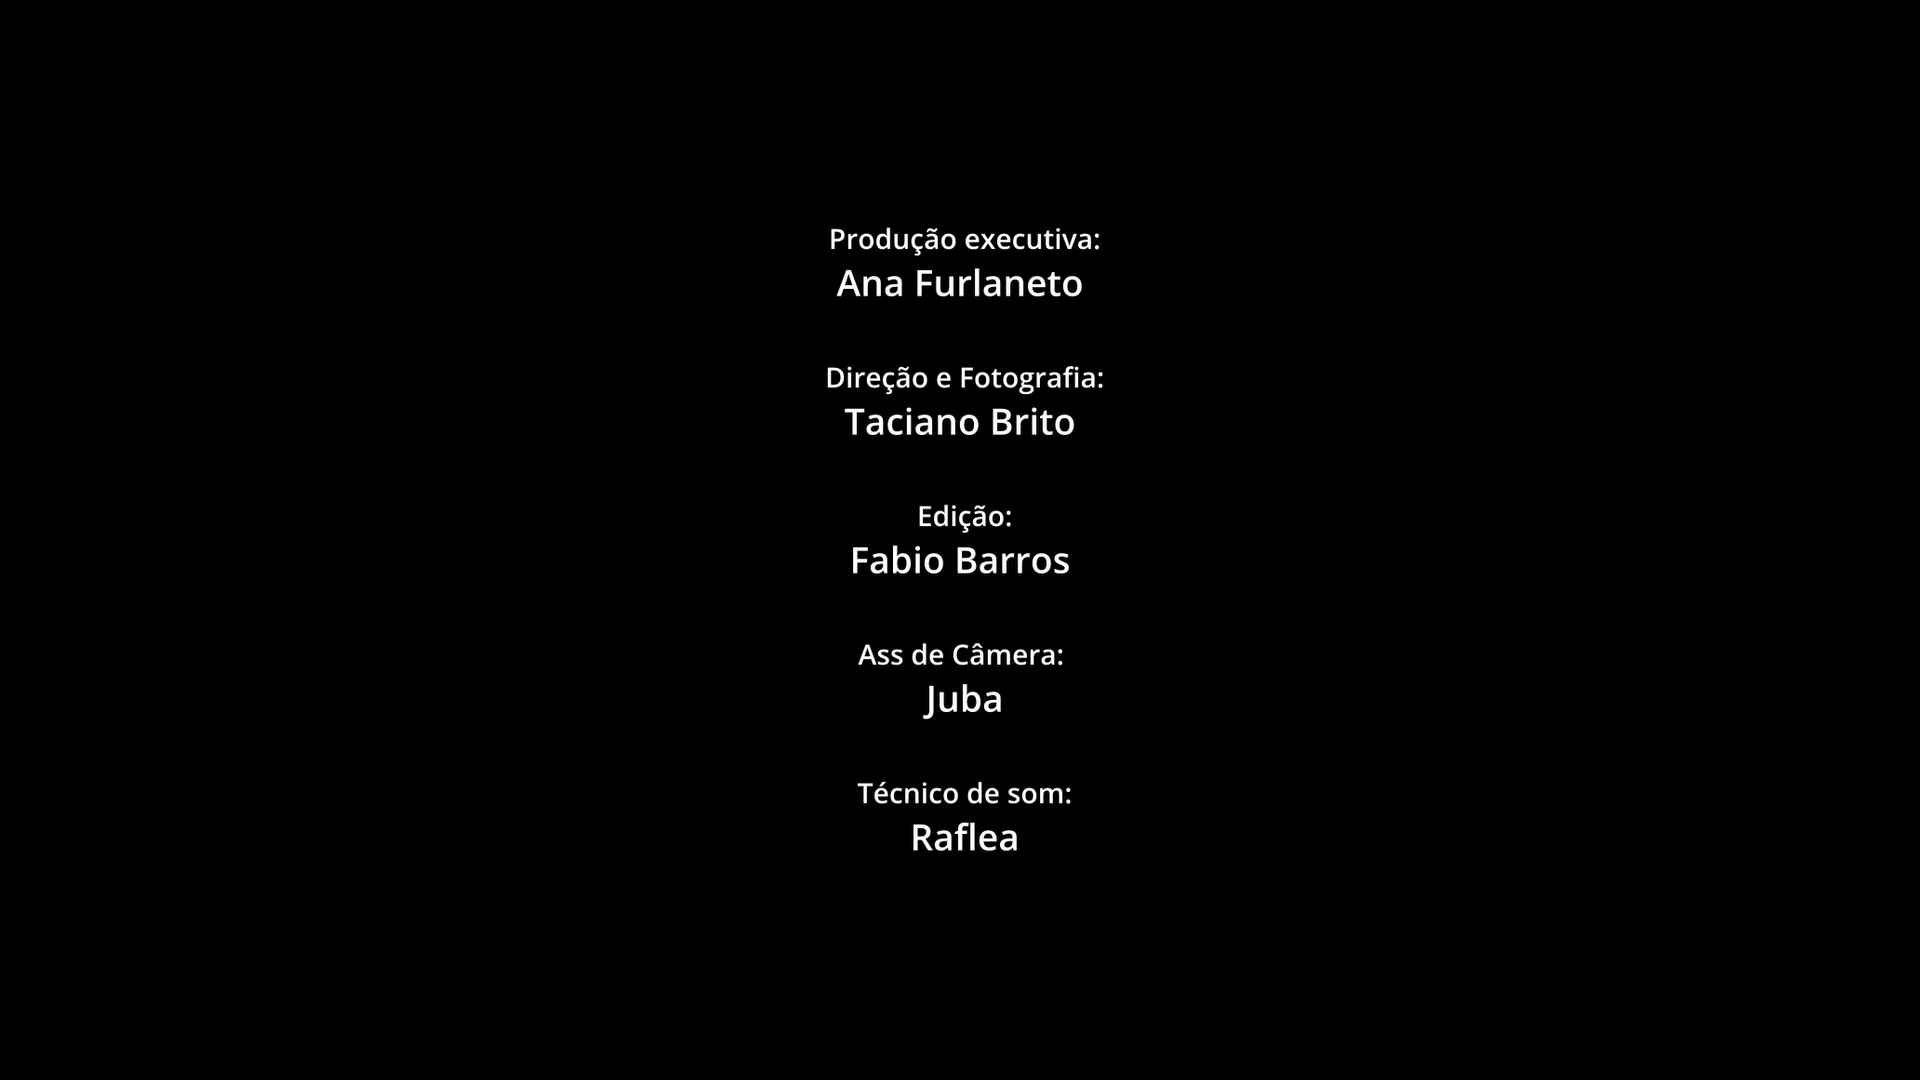 Produção executiva:
Ana Furlaneto
Direção e Fotografia:
Taciano Brito
Edição:
Fabio Barros
Ass de Câmera:
Juba
Técnico de som:
Raflea